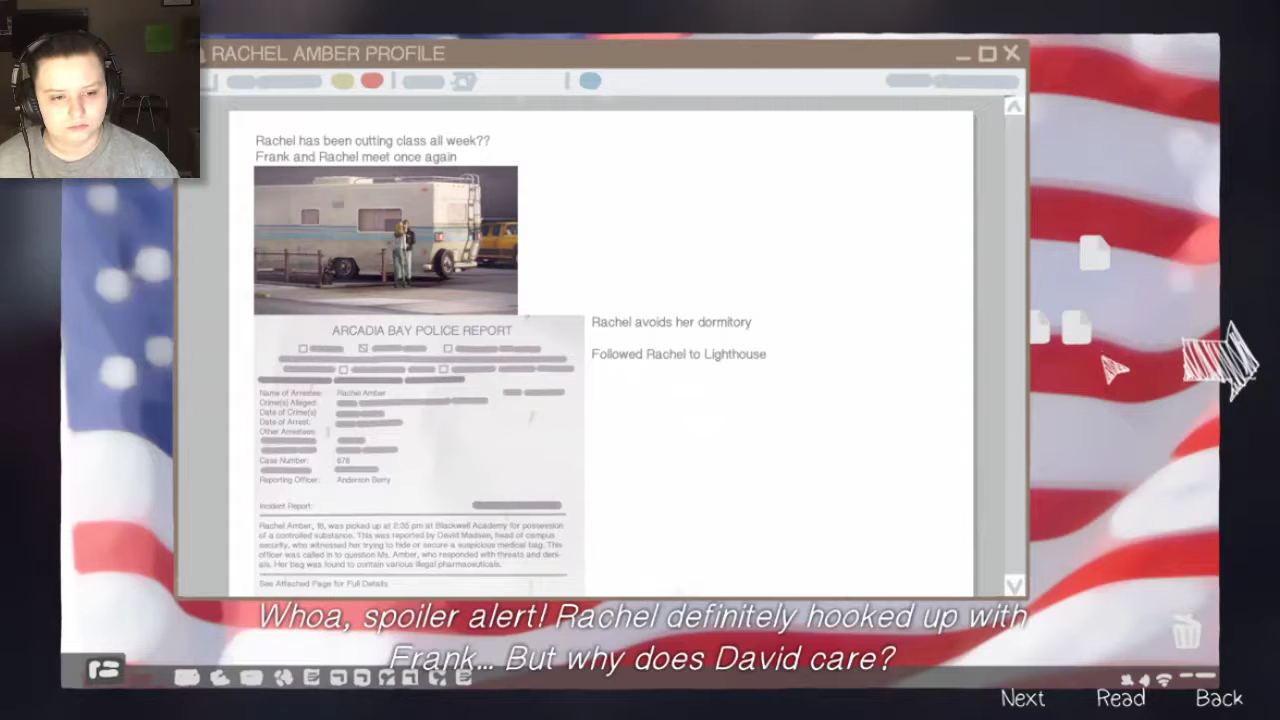 RACHEL AMBER PROFILE
Rachel has been cutting class all week??
Frank and Rachel meet once again
Rachel avoids her dormitory
Followed Rachel to Lighthouse
ARCADIA BAY POLICE REPORT
Name of Arrestee: Rachel Amber
Crime(s) Alleged:
Date of Crime(s)
Date of Arrest:
Other Arrestees:
Case Number: 678
Reporting Officer: Anderson Berry
Incident Report:
Rachel Amber, 18, was picked up at 2:35 pm at Blackwell Academy for possession
of a controlled substance. This was reported by David Madsen, head of campus
security, who witnessed her trying to hide or secure a suspicious medical bag. This
officer was called in to question Ms. Amber, who responded with threats and deni-
als. Her bag was found to contain various illegal pharmaceuticals.
See Attached Page for Full Details
Whoa, spoiler alert! Rachel definitely hooked up with
Frank... But why does David care?
Next Read Back